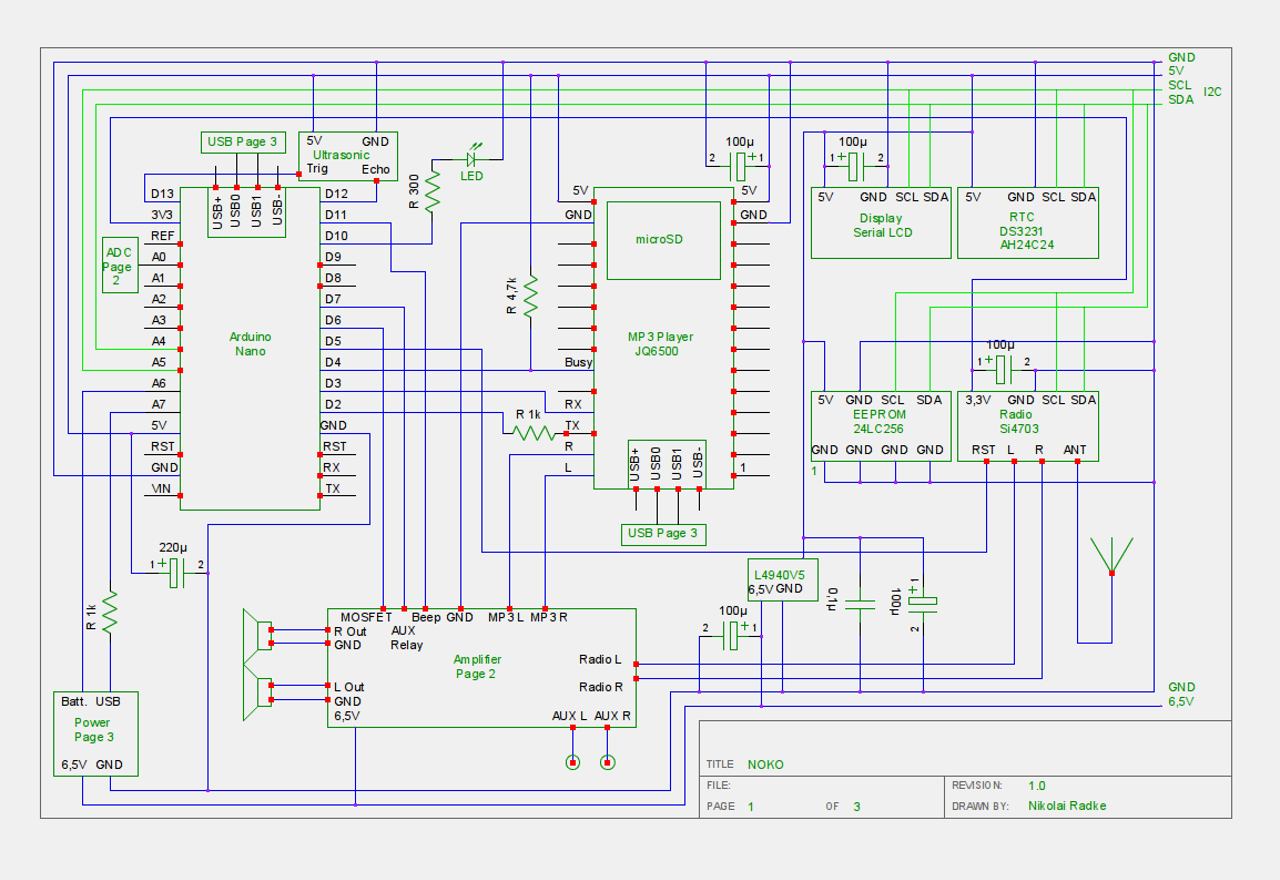 GND
5V
SCL
I2C
SDA
USB Page 3
5V GND
Ultrasonic
Trig
Echo
LED
R 300
100µ
2 1
100µ
1 2
D13
3V3
REF
A0
A1
A2
A3
A4
A5
A6
A7
5V
RST
GND
VIN
USB+
USB0
USB1
USB-
D12
D11
D10
D9
D8
D7
D6
D5
D4
D3
D2
GND
RST
RX
TX
ADC
Page
2
Arduino
Nano
R 4,7k
R 1k
5V
GND
Busy
RX
TX
R
L
5V
GND
1
microSD
MP3 Player
JQ6500
USB+
USB0
USB1
USB-
USB Page 3
5V GND SCL SDA
Display
Serial LCD
5V GND SCL SDA
RTC
DS3231
AH24C24
100µ
1 2
5V GND SCL SDA
EEPROM
24LC256
GND GND GND GND
1
3,3V GND SCL SDA
Radio
Si4703
RST L R ANT
220µ
1 2
R 1k
L4940V5
6,5V GND
0,1µ
100µ
1
2
100µ
2 1
MOSFET Beep GND MP3 L MP3 R
AUX
Relay
R Out
GND
L Out
GND
6,5V
Amplifier
Page 2
Radio L
Radio R
AUX L AUX R
Batt. USB
Power
Page 3
6,5V GND
GND
6,5V
TITLE NOKO
FILE:
PAGE 1 OF 3
REVISION: 1.0
DRAWN BY: Nikolai Radke